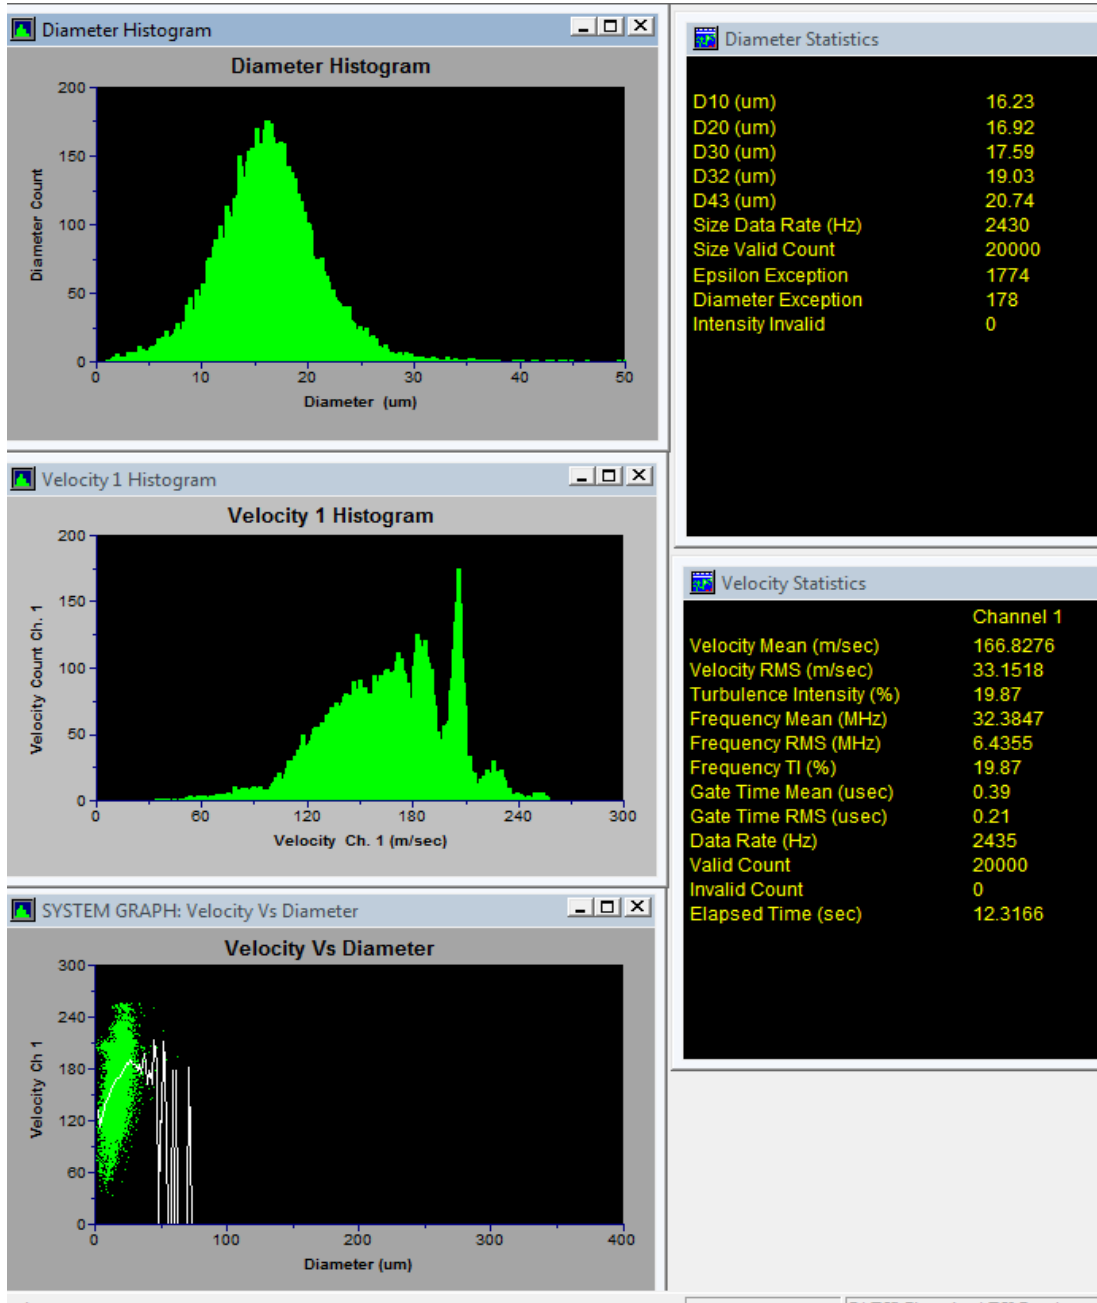 Diameter Histogram
Diameter Histogram
200
150
100
50
0
Diameter Count
0 10 20 30 40 50
Diameter (um)
Diameter Statistics
D10 (um) 16.23
D20 (um) 16.92
D30 (um) 17.59
D32 (um) 19.03
D43 (um) 20.74
Size Data Rate (Hz) 2430
Size Valid Count 20000
Epsilon Exception 1774
Diameter Exception 178
Intensity Invalid 0
Velocity 1 Histogram
Velocity 1 Histogram
200
150
100
50
0
Velocity Count Ch. 1
0 60 120 180 240 300
Velocity Ch. 1 (m/sec)
Velocity Statistics
Channel 1
Velocity Mean (m/sec) 166.8276
Velocity RMS (m/sec) 33.1518
Turbulence Intensity (%) 19.87
Frequency Mean (MHz) 32.3847
Frequency RMS (MHz) 6.4355
Frequency TI (%) 19.87
Gate Time Mean (usec) 0.39
Gate Time RMS (usec) 0.21
Data Rate (Hz) 2435
Valid Count 20000
Invalid Count 0
Elapsed Time (sec) 12.3166
SYSTEM GRAPH: Velocity Vs Diameter
Velocity Vs Diameter
300
240
180
120
60
0
Velocity Ch 1
0 100 200 300 400
Diameter (um)